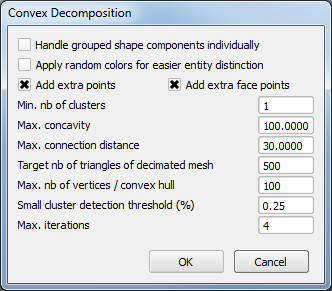 Convex Decomposition
Handle grouped shape components individually
Apply random colors for easier entity distinction
Add extra points Add extra face points
Min. nb of clusters 1
Max. concavity 100.0000
Max. connection distance 30.0000
Target nb of triangles of decimated mesh 500
Max. nb of vertices / convex hull 100
Small cluster detection threshold (%) 0.25
Max. iterations 4
OK Cancel